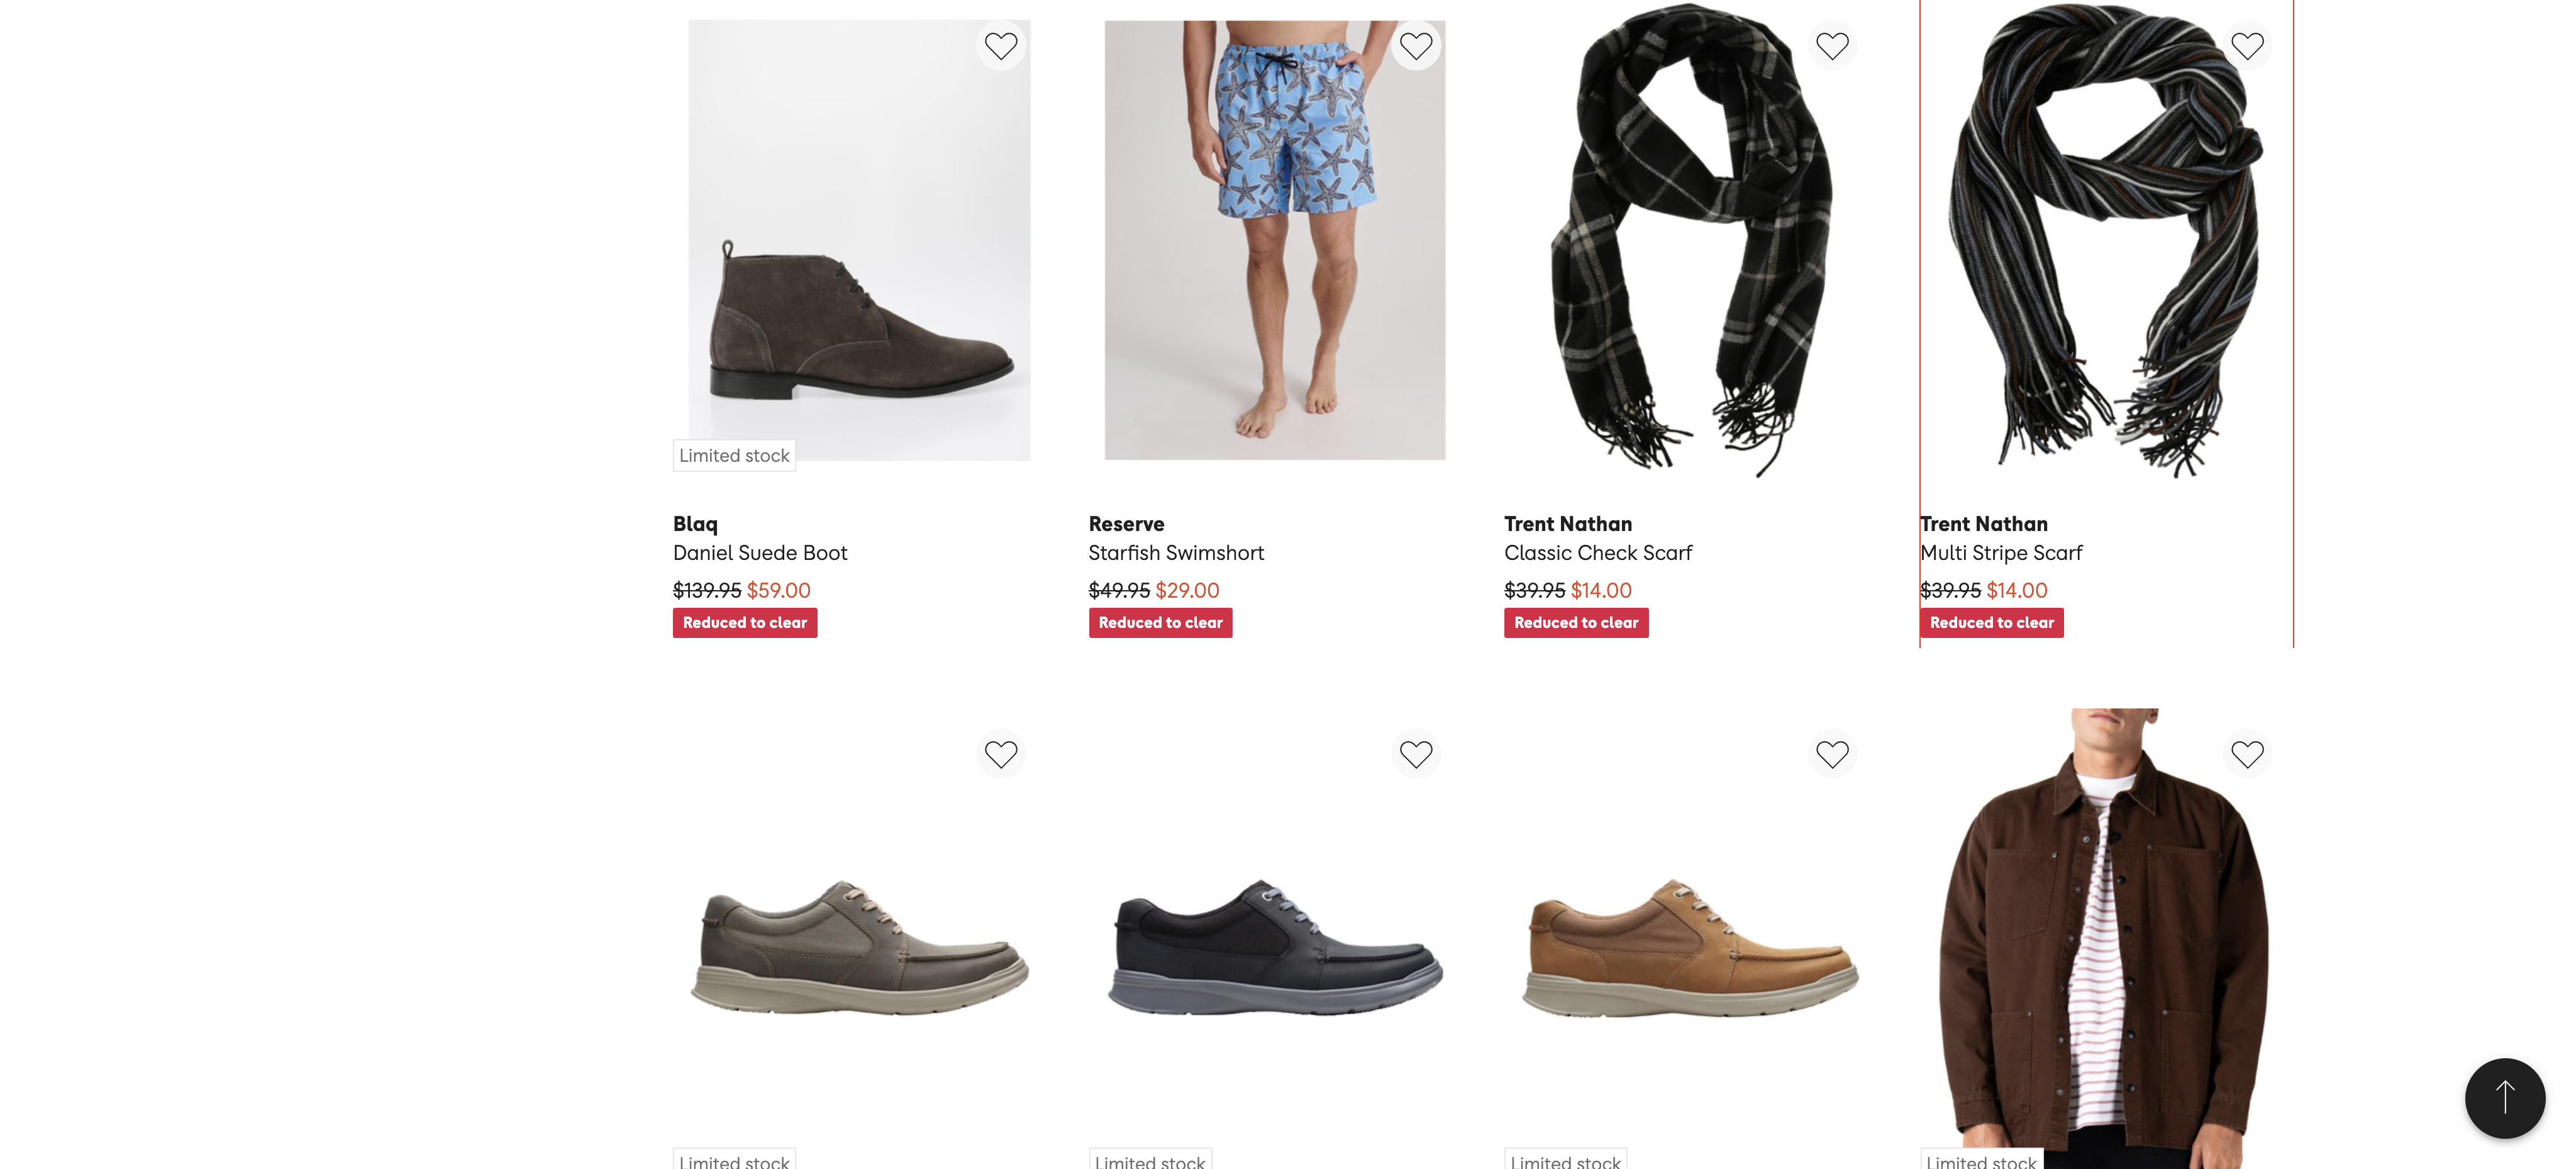 Limited stock
Blaq
Daniel Suede Boot
$139.95 $59.00
Reduced to clear
Reserve
Starfish Swimshort
$49.95 $29.00
Reduced to clear
Trent Nathan
Classic Check Scarf
$39.95 $14.00
Reduced to clear
Trent Nathan
Multi Stripe Scarf
$39.95 $14.00
Reduced to clear
Limited stock
Limited stock
Limited stock
Limited stock